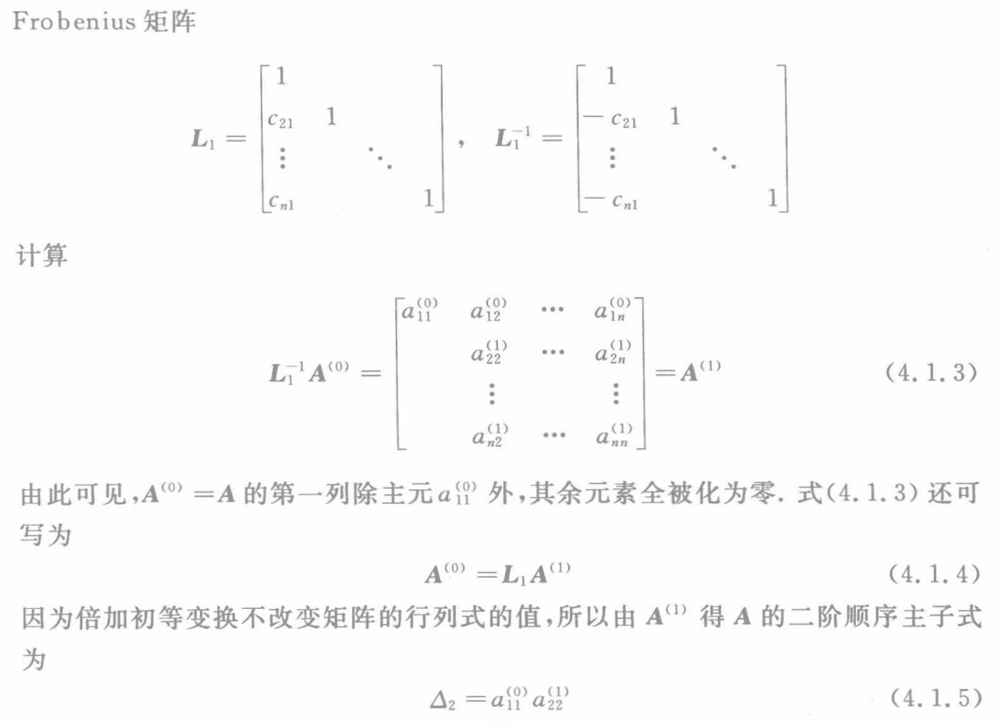 Frobenius 矩阵
$$\boldsymbol{L}_1 = \begin{bmatrix} 1 & & & \\ c_{21} & 1 & & \\ \vdots & & \ddots & \\ c_{n1} & & & 1 \end{bmatrix}, \quad \boldsymbol{L}_1^{-1} = \begin{bmatrix} 1 & & & \\ -c_{21} & 1 & & \\ \vdots & & \ddots & \\ -c_{n1} & & & 1 \end{bmatrix}$$
计算
$$\boldsymbol{L}_1^{-1}\boldsymbol{A}^{(0)} = \begin{bmatrix} a_{11}^{(0)} & a_{12}^{(0)} & \cdots & a_{1n}^{(0)} \\ & a_{22}^{(1)} & \cdots & a_{2n}^{(1)} \\ & \vdots & & \vdots \\ & a_{n2}^{(1)} & \cdots & a_{nn}^{(1)} \end{bmatrix} = \boldsymbol{A}^{(1)} \quad (4.1.3)$$
由此可见,$\boldsymbol{A}^{(0)}=\boldsymbol{A}$ 的第一列除主元 $a_{11}^{(0)}$ 外,其余元素全被化为零. 式(4.1.3) 还可
写为
$$\boldsymbol{A}^{(0)} = \boldsymbol{L}_1\boldsymbol{A}^{(1)} \quad (4.1.4)$$
因为倍加初等变换不改变矩阵的行列式的值,所以由 $\boldsymbol{A}^{(1)}$ 得 $\boldsymbol{A}$ 的二阶顺序主子式
为
$$\Delta_2 = a_{11}^{(0)} a_{22}^{(1)} \quad (4.1.5)$$